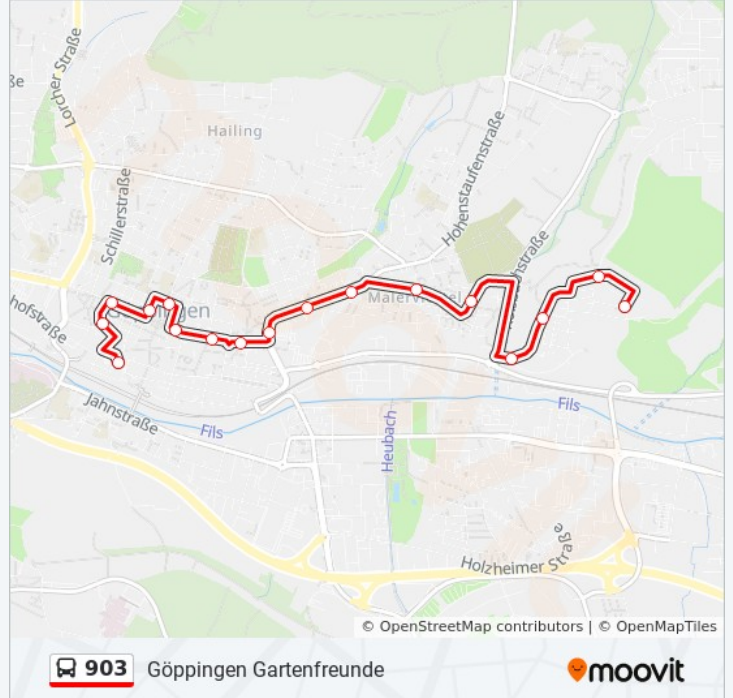 Lorcher Straße
Hailing
Schillerstraße
Hohenstaufenstraße
hofstraße
Jahnstraße
Fils
Fils
Heubach
Holzheimer Straße
© OpenStreetMap contributors | © OpenMapTiles
903 Göppingen Gartenfreunde
moovit